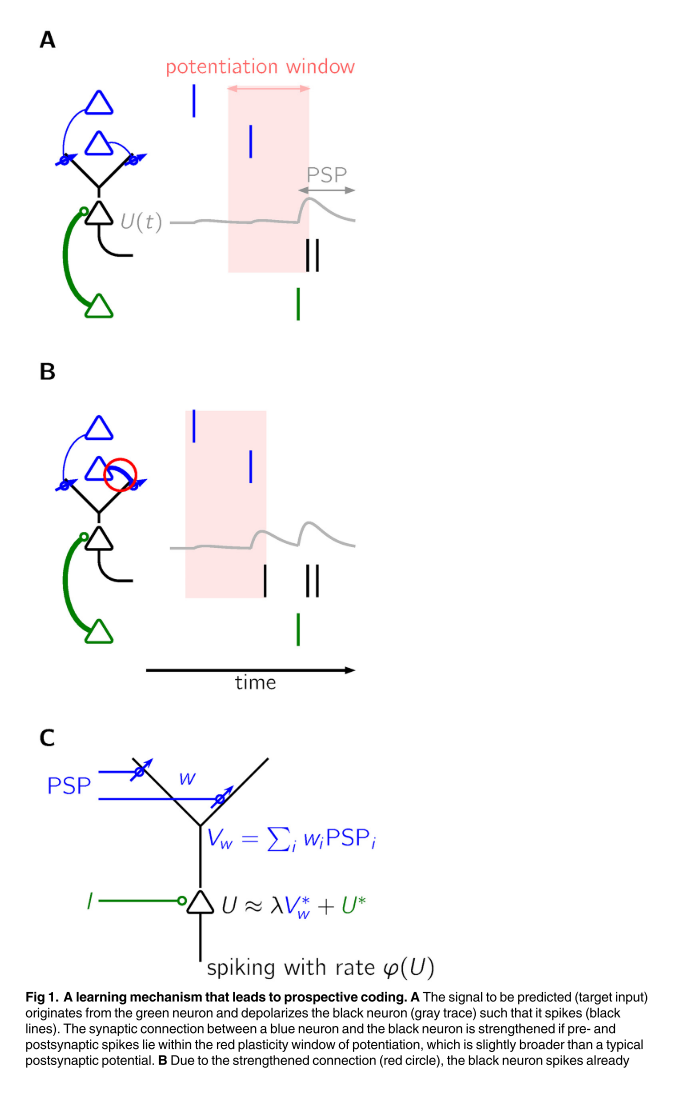 A
potentiation window
PSP
U(t)
B
time
C
PSP
w
V_w = ∑_i w_i PSP_i
I
U ≈ λV_w^* + U^*
spiking with rate φ(U)
Fig 1. A learning mechanism that leads to prospective coding. A The signal to be predicted (target input)
originates from the green neuron and depolarizes the black neuron (gray trace) such that it spikes (black
lines). The synaptic connection between a blue neuron and the black neuron is strengthened if pre- and
postsynaptic spikes lie within the red plasticity window of potentiation, which is slightly broader than a typical
postsynaptic potential. B Due to the strengthened connection (red circle), the black neuron spikes already